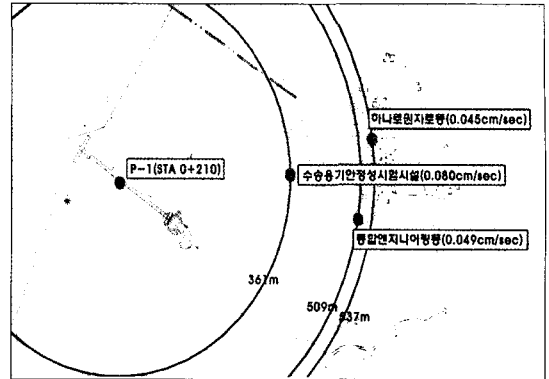 하나로원자로동(0.045cm/sec)
P-1(STA 0+210)
수송용기안정성시험시설(0.080cm/sec)
통합엔지니어링동(0.049cm/sec)
361m
509m
537m